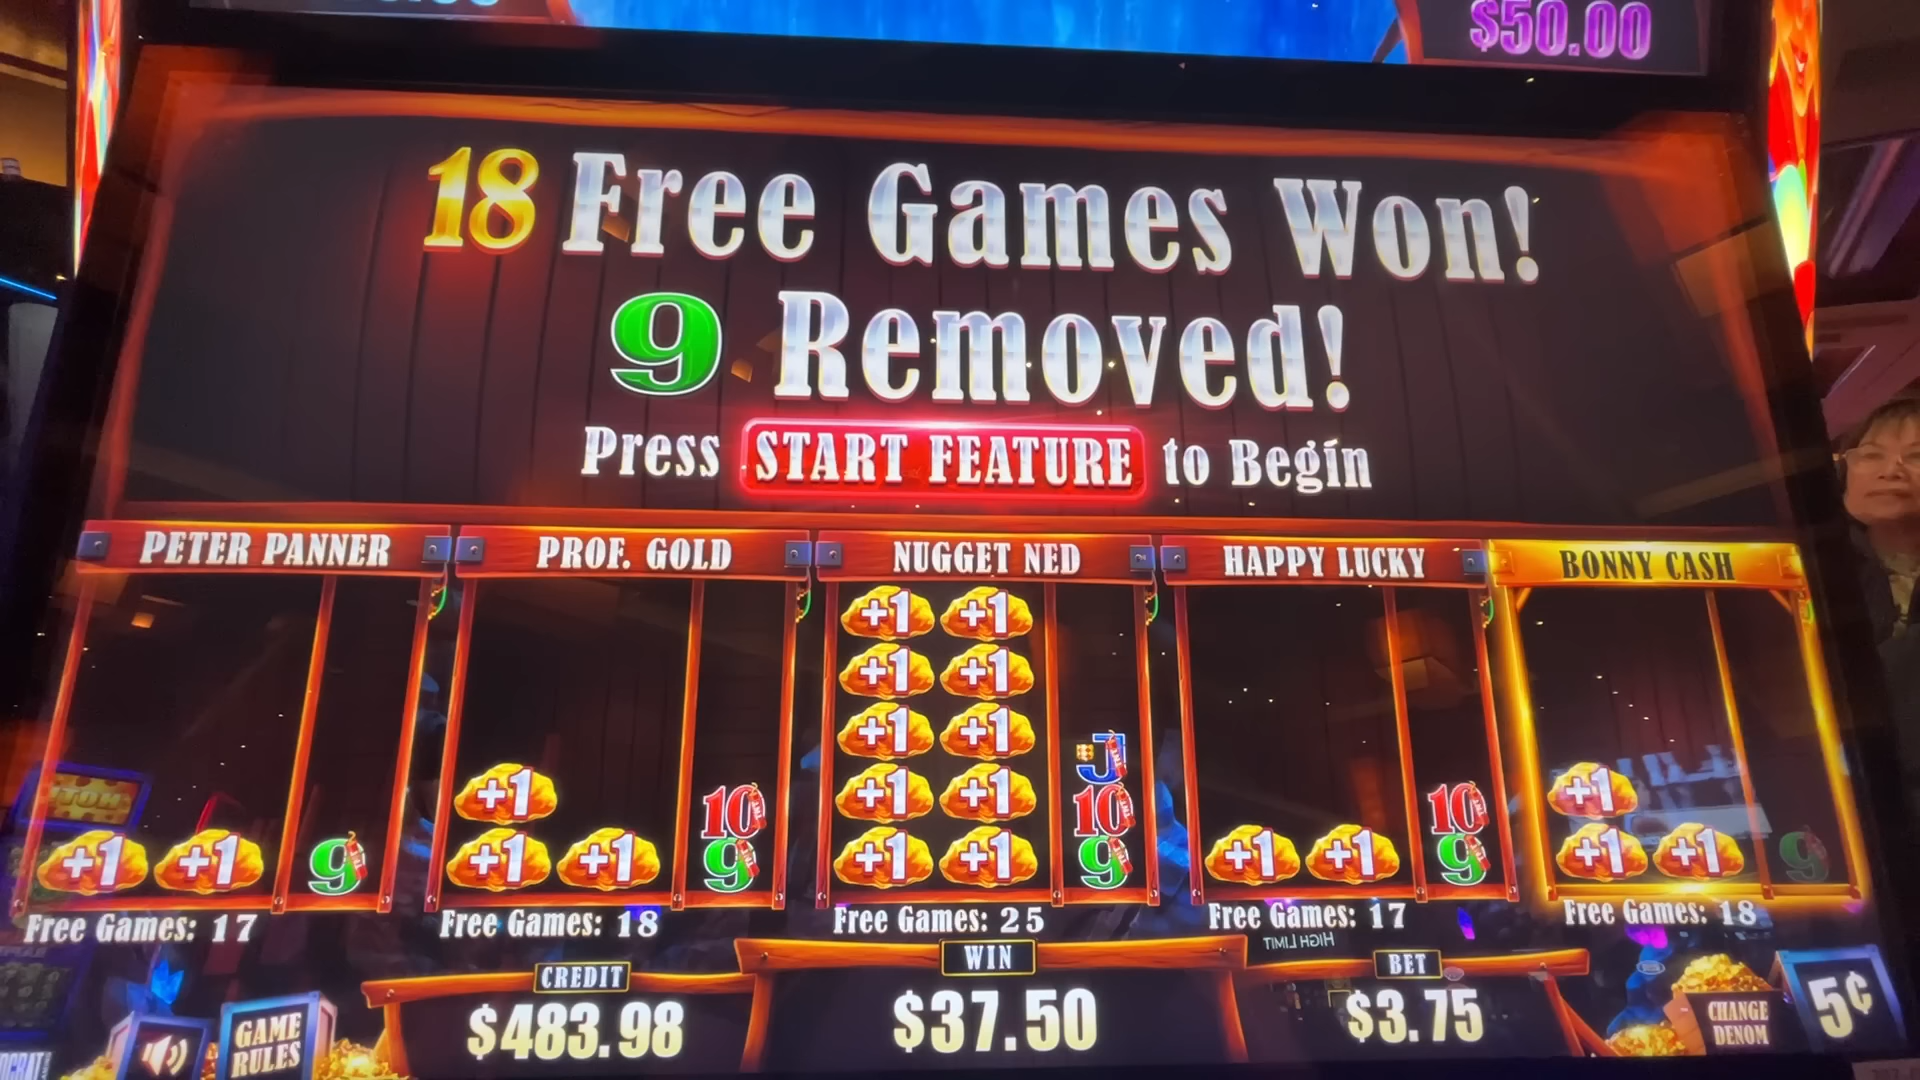 $50.00
18 Free Games Won!
9 Removed!
Press START FEATURE to Begin
PETER PANNER
PROF. GOLD
NUGGET NED
HAPPY LUCKY
BONNY CASH
+1 +1
+1 +1
+1 +1
J
+1
+1 +1
10
+1
10
+1
+1 +1
9
+1 +1
9
+1 +1
9
+1 +1
9
+1 +1
9
Free Games: 17
Free Games: 18
Free Games: 25
Free Games: 17
Free Games: 18
HIGH LIMIT
CREDIT
WIN
BET
$483.98
$37.50
$3.75
GAME
RULES
CHANGE
DENOM
5¢